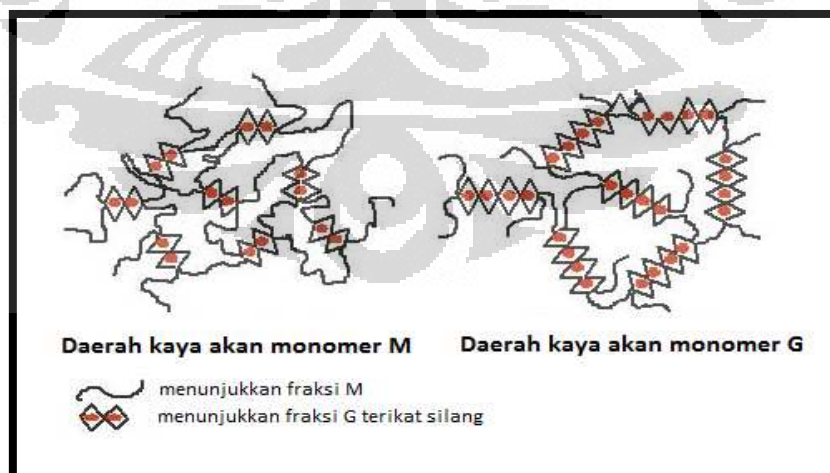 Daerah kaya akan monomer M
Daerah kaya akan monomer G
menunjukkan fraksi M
menunjukkan fraksi G terikat silang